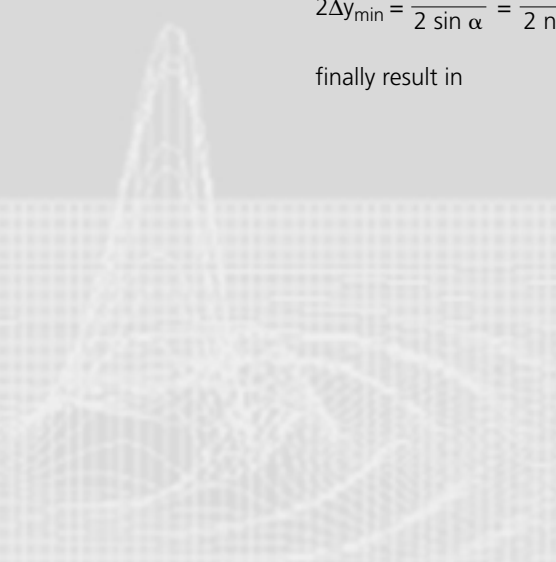 2Δy_min = / 2 sin α = / 2 n
finally result in